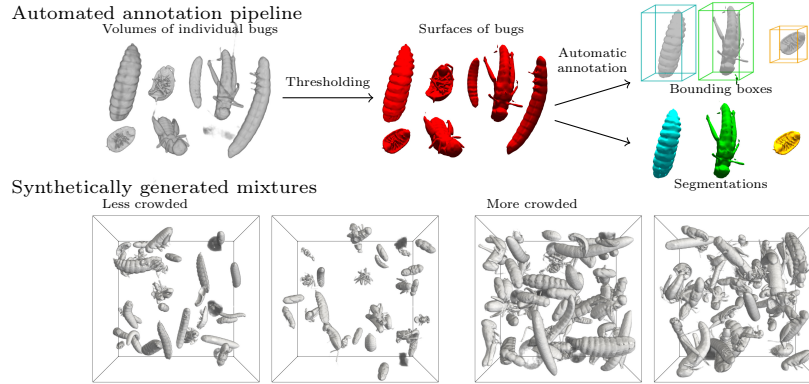 Automated annotation pipeline
Volumes of individual bugs
Surfaces of bugs
Thresholding
Automatic
annotation
Bounding boxes
Segmentations
Synthetically generated mixtures
Less crowded
More crowded